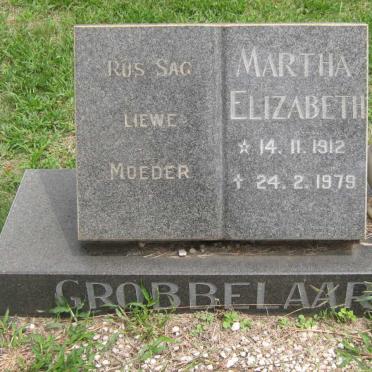 RUS SAG
LIEWE
MOEDER
MARTHA
ELIZABETH
☆ 14. 11. 1912
✝ 24. 2. 1979
GROBBELAAR